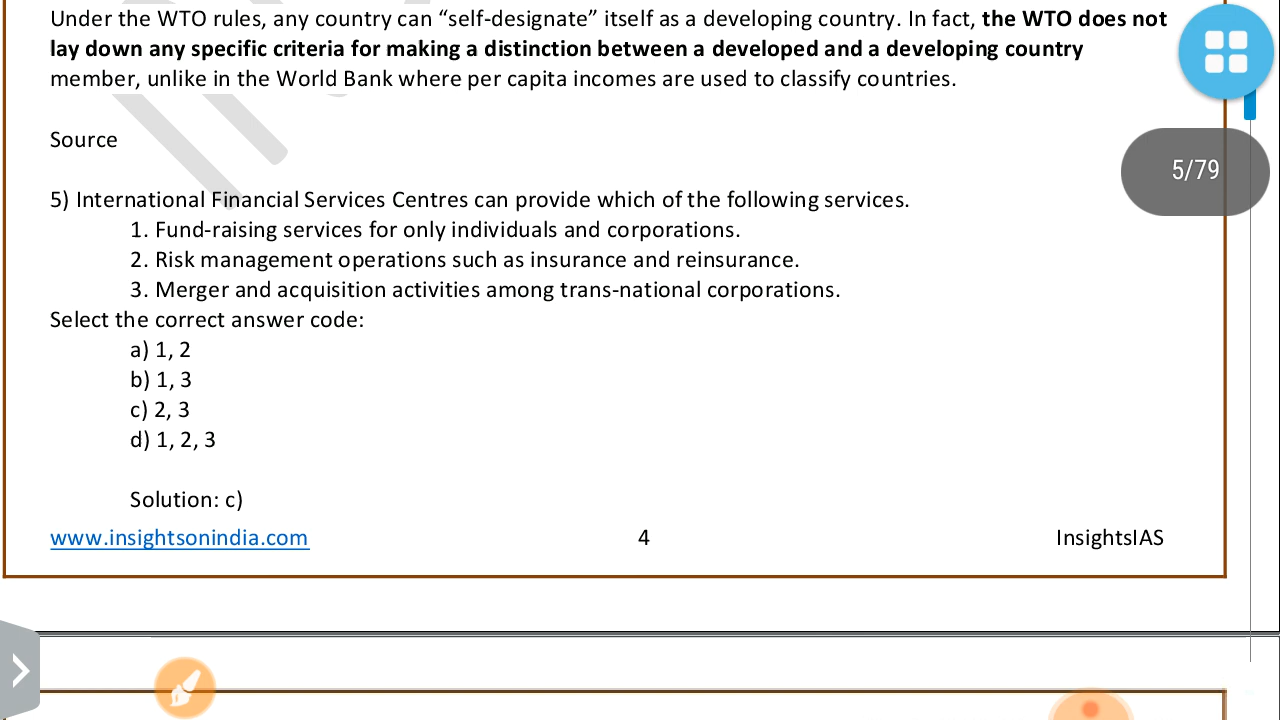 Under the WTO rules, any country can “self-designate” itself as a developing country. In fact, the WTO does not
lay down any specific criteria for making a distinction between a developed and a developing country
member, unlike in the World Bank where per capita incomes are used to classify countries.
Source
5/79
5) International Financial Services Centres can provide which of the following services.
1. Fund-raising services for only individuals and corporations.
2. Risk management operations such as insurance and reinsurance.
3. Merger and acquisition activities among trans-national corporations.
Select the correct answer code:
a) 1, 2
b) 1, 3
c) 2, 3
d) 1, 2, 3
Solution: c)
www.insightsonindia.com 4 InsightsIAS